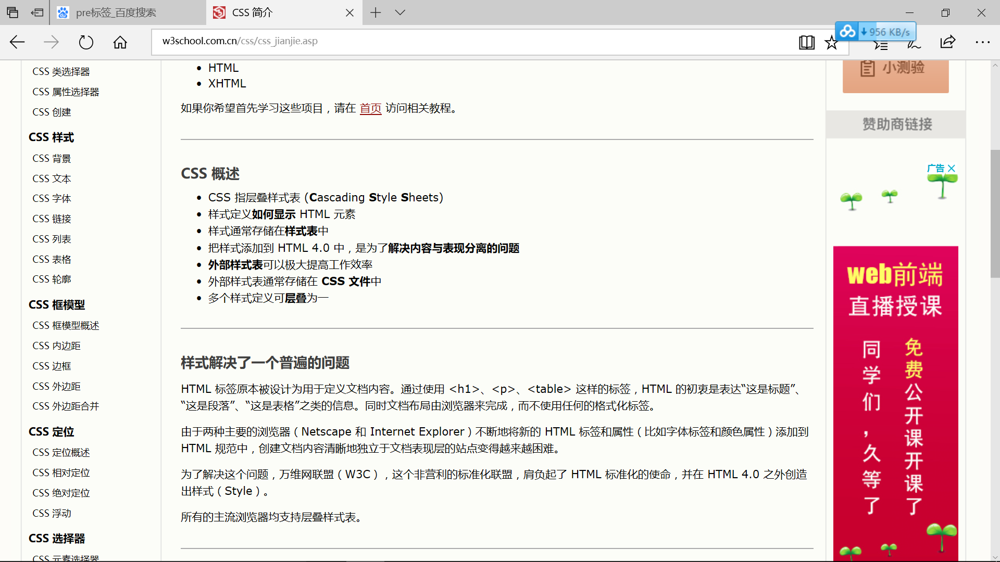 pre标签_百度搜索
CSS 简介
w3school.com.cn/css/css_jianjie.asp
956 KB/s
CSS 类选择器
CSS 属性选择器
CSS 创建
CSS 样式
CSS 背景
CSS 文本
CSS 字体
CSS 链接
CSS 列表
CSS 表格
CSS 轮廓
CSS 框模型
CSS 框模型概述
CSS 内边距
CSS 边框
CSS 外边距
CSS 外边距合并
CSS 定位
CSS 定位概述
CSS 相对定位
CSS 绝对定位
CSS 浮动
CSS 选择器
CSS 元素选择器
HTML
XHTML
如果你希望首先学习这些项目，请在 首页 访问相关教程。
CSS 概述
CSS 指层叠样式表 (Cascading Style Sheets)
样式定义如何显示 HTML 元素
样式通常存储在样式表中
把样式添加到 HTML 4.0 中，是为了解决内容与表现分离的问题
外部样式表可以极大提高工作效率
外部样式表通常存储在 CSS 文件中
多个样式定义可层叠为一
样式解决了一个普遍的问题
HTML 标签原本被设计为用于定义文档内容。通过使用 <h1>、<p>、<table> 这样的标签，HTML 的初衷是表达“这是标题”、
“这是段落”、“这是表格”之类的信息。同时文档布局由浏览器来完成，而不使用任何的格式化标签。
由于两种主要的浏览器（Netscape 和 Internet Explorer）不断地将新的 HTML 标签和属性（比如字体标签和颜色属性）添加到
HTML 规范中，创建文档内容清晰地独立于文档表现层的站点变得越来越困难。
为了解决这个问题，万维网联盟（W3C），这个非营利的标准化联盟，肩负起了 HTML 标准化的使命，并在 HTML 4.0 之外创造
出样式（Style）。
所有的主流浏览器均支持层叠样式表。
小测验
赞助商链接
广告
web前端
直播授课
同学们，久等了
免费公开课开课了